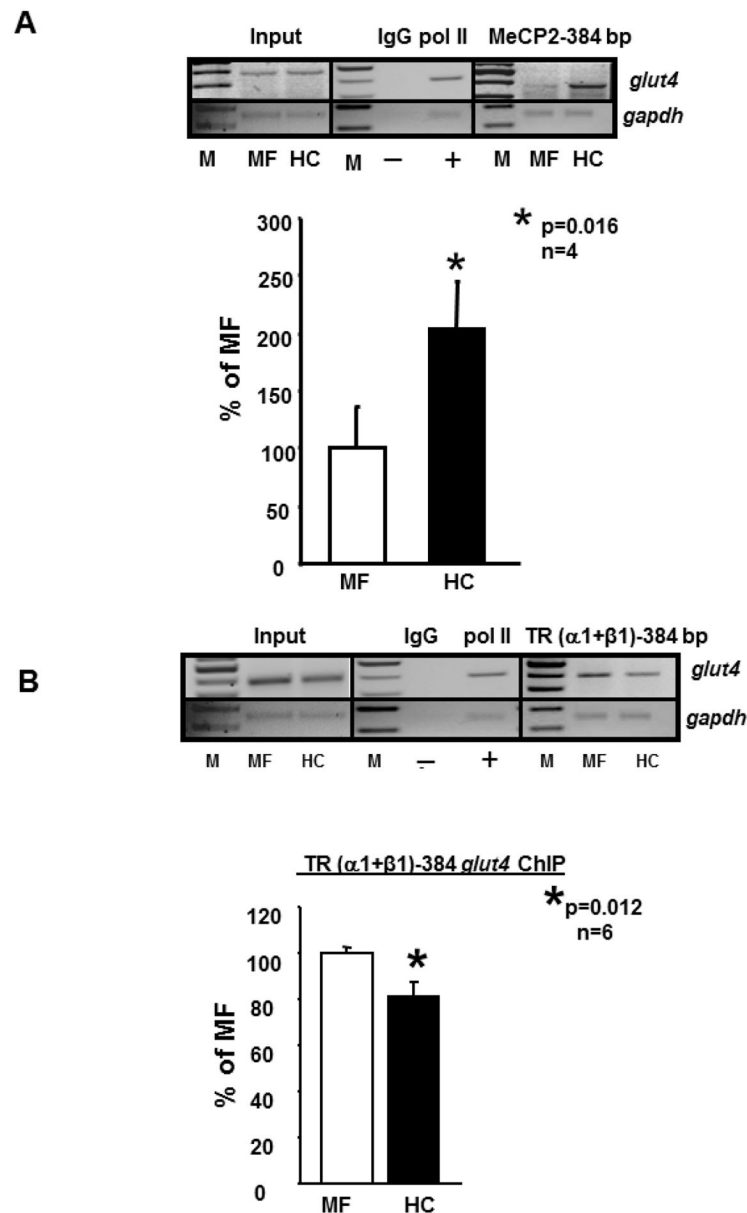 A
Input IgG pol II MeCP2-384 bp
glut4
gapdh
M MF HC M − + M MF HC
* p=0.016
n=4
*
300
250
200
150
100
50
0
% of MF
MF HC
B
Input IgG pol II TR (α1+β1)-384 bp
glut4
gapdh
M MF HC M − + M MF HC
TR (α1+β1)-384 glut4 ChIP
* p=0.012
n=6
*
120
100
80
60
40
20
0
% of MF
MF HC